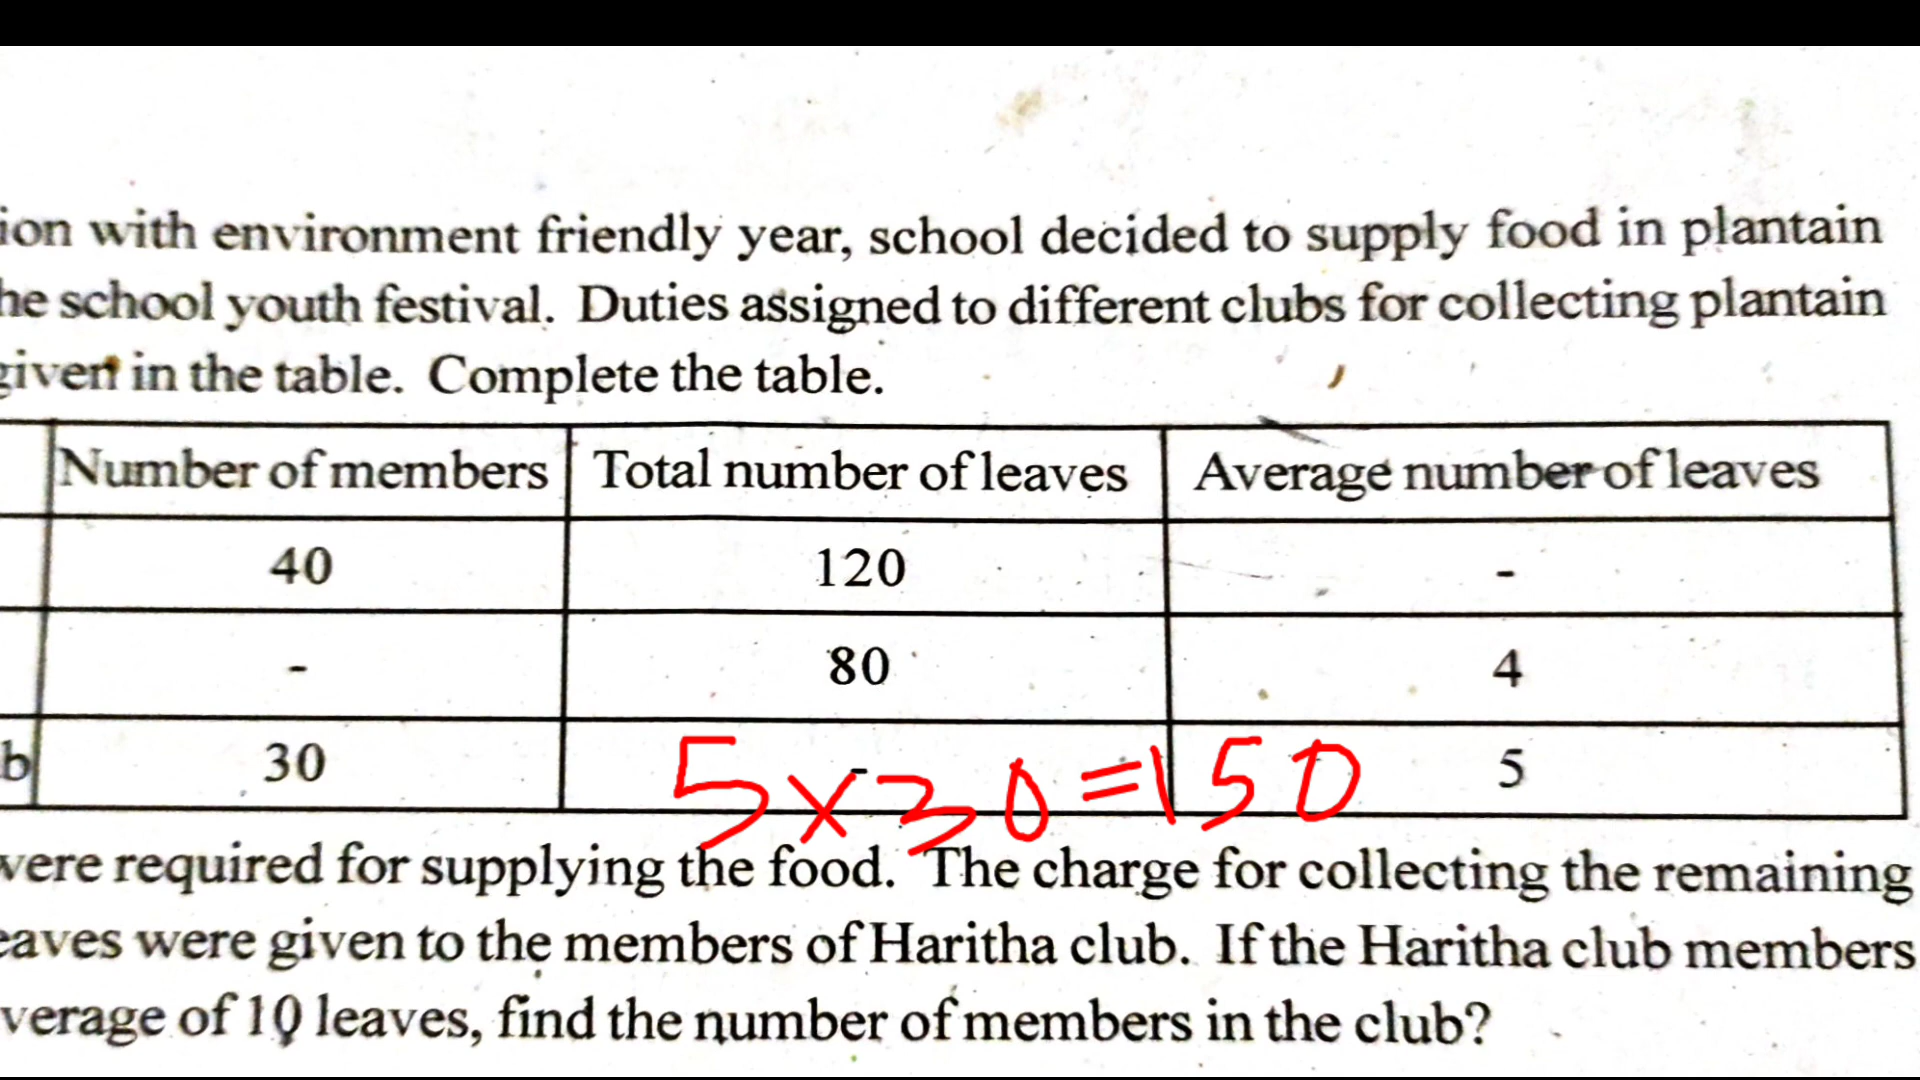 with environment friendly year, school decided to supply food in plantain
school youth festival. Duties assigned to different clubs for collecting plantain
given in the table. Complete the table.
Number of members Total number of leaves Average number of leaves
40 120 -
- 80 4
b 30 - 5
5×30=150
were required for supplying the food. The charge for collecting the remaining
were given to the members of Haritha club. If the Haritha club members
of 10 leaves, find the number of members in the club?